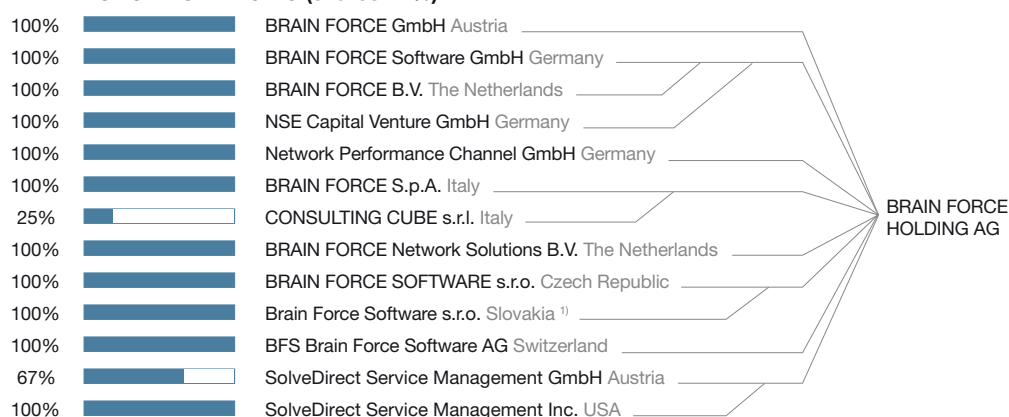 100% BRAIN FORCE GmbH Austria
100% BRAIN FORCE Software GmbH Germany
100% BRAIN FORCE B.V. The Netherlands
100% NSE Capital Venture GmbH Germany
100% Network Performance Channel GmbH Germany
100% BRAIN FORCE S.p.A. Italy
25% CONSULTING CUBE s.r.l. Italy
BRAIN FORCE
HOLDING AG
100% BRAIN FORCE Network Solutions B.V. The Netherlands
100% BRAIN FORCE SOFTWARE s.r.o. Czech Republic
100% Brain Force Software s.r.o. Slovakia 1)
100% BFS Brain Force Software AG Switzerland
67% SolveDirect Service Management GmbH Austria
100% SolveDirect Service Management Inc. USA